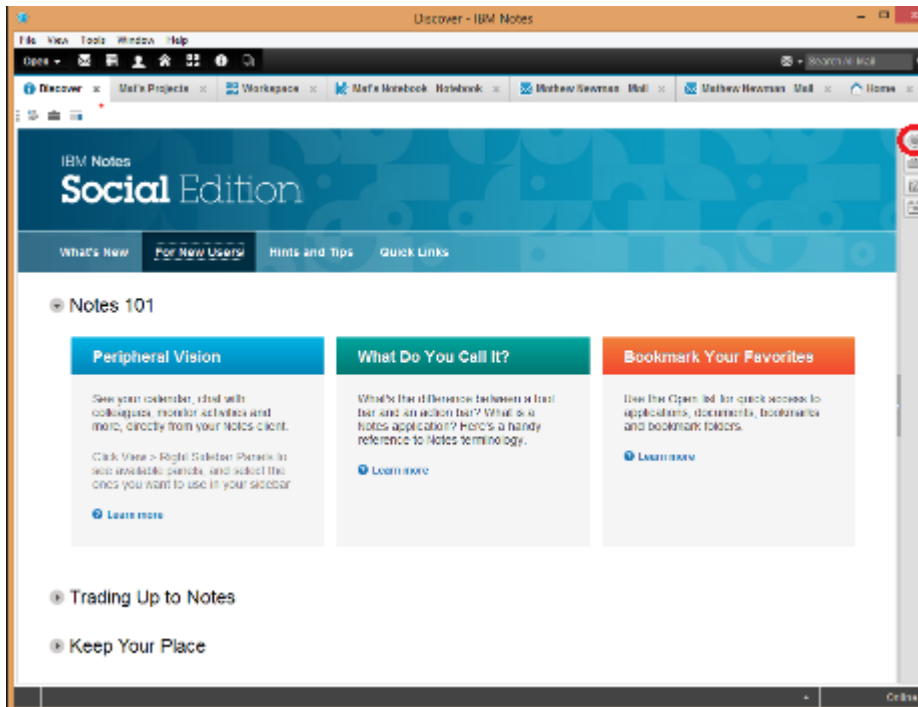 Discover - IBM Notes
File View Tools Window Help
Open
Search All Mail
Discover Mat's Projects Workspace Mat's Notebook Notebook Mathew Newman Mail Mathew Newman Mail Home
IBM Notes
Social Edition
What's New For New Users! Hints and Tips Quick Links
Notes 101
Peripheral Vision
See your calendar, chat with
colleagues, monitor activities and
more, directly from your Notes client.
Click View > Right Sidebar Panels to
see available panels, and select the
ones you want to use in your sidebar
Learn more
What Do You Call It?
What's the difference between a tool
bar and an action bar? What is a
Notes application? Here's a handy
reference to Notes terminology.
Learn more
Bookmark Your Favorites
Use the Open list for quick access to
applications, documents, bookmarks
and bookmark folders.
Learn more
Trading Up to Notes
Keep Your Place
Online